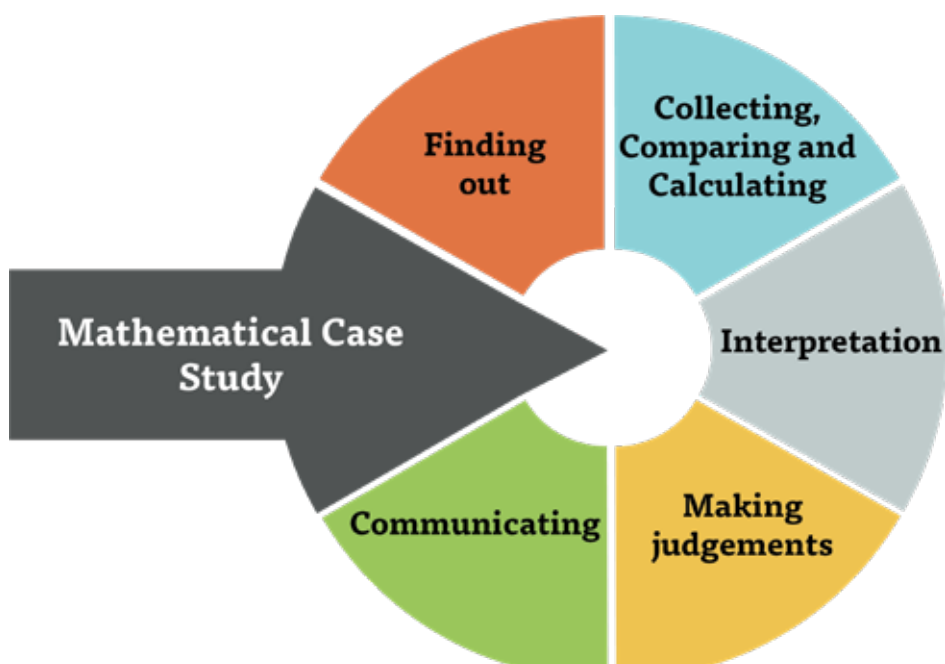 Finding
out
Collecting,
Comparing and
Calculating
Mathematical Case
Study
Interpretation
Communicating
Making
judgements